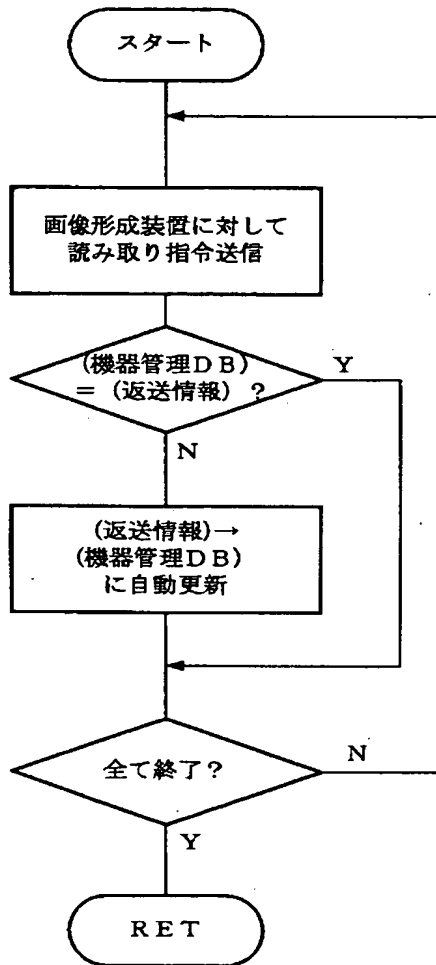 スタート
画像形成装置に対して
読み取り指令送信
(機器管理DB)
=(返送情報)?
Y
N
(返送情報)→
(機器管理DB)
に自動更新
全て終了?
N
Y
RET